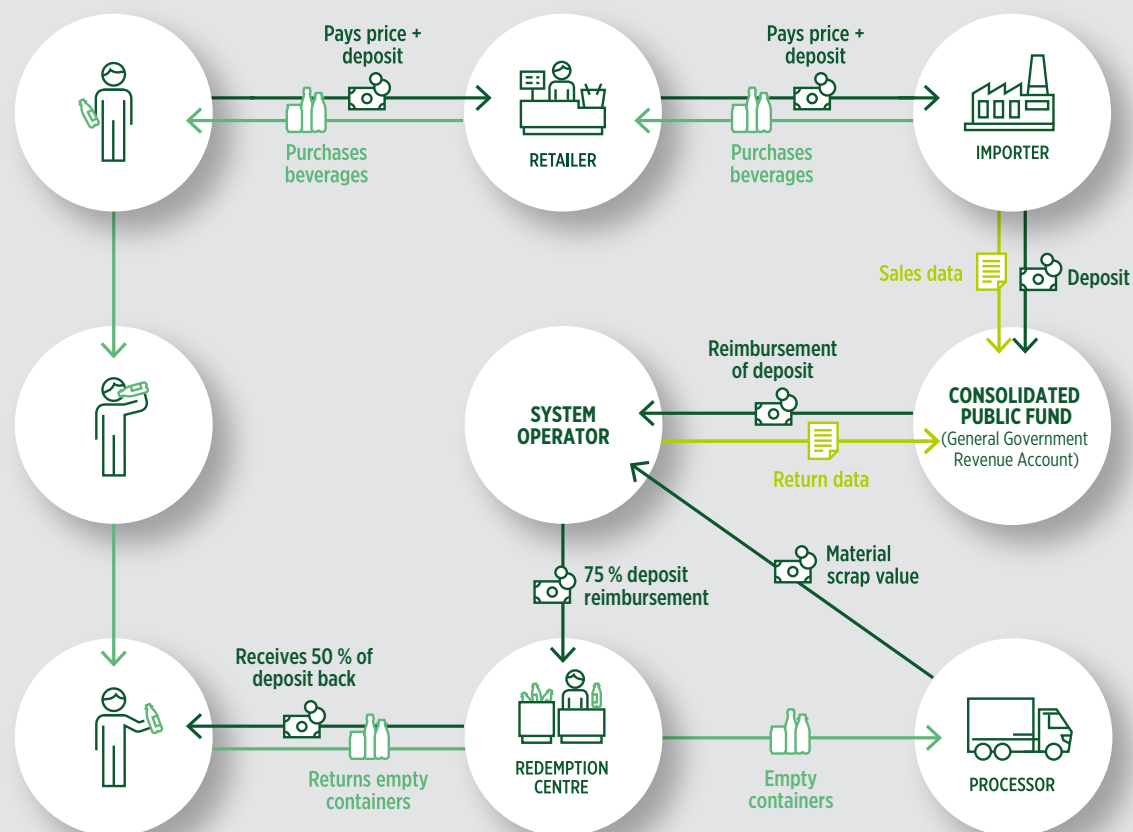 Pays price +
deposit
Purchases
beverages
RETAILER
Pays price +
deposit
Purchases
beverages
IMPORTER
Sales data
Deposit
SYSTEM
OPERATOR
Reimbursement
of deposit
Return data
CONSOLIDATED
PUBLIC FUND
(General Government
Revenue Account)
75 % deposit
reimbursement
Material
scrap value
Receives 50 % of
deposit back
Returns empty
containers
REDEMPTION
CENTRE
Empty
containers
PROCESSOR